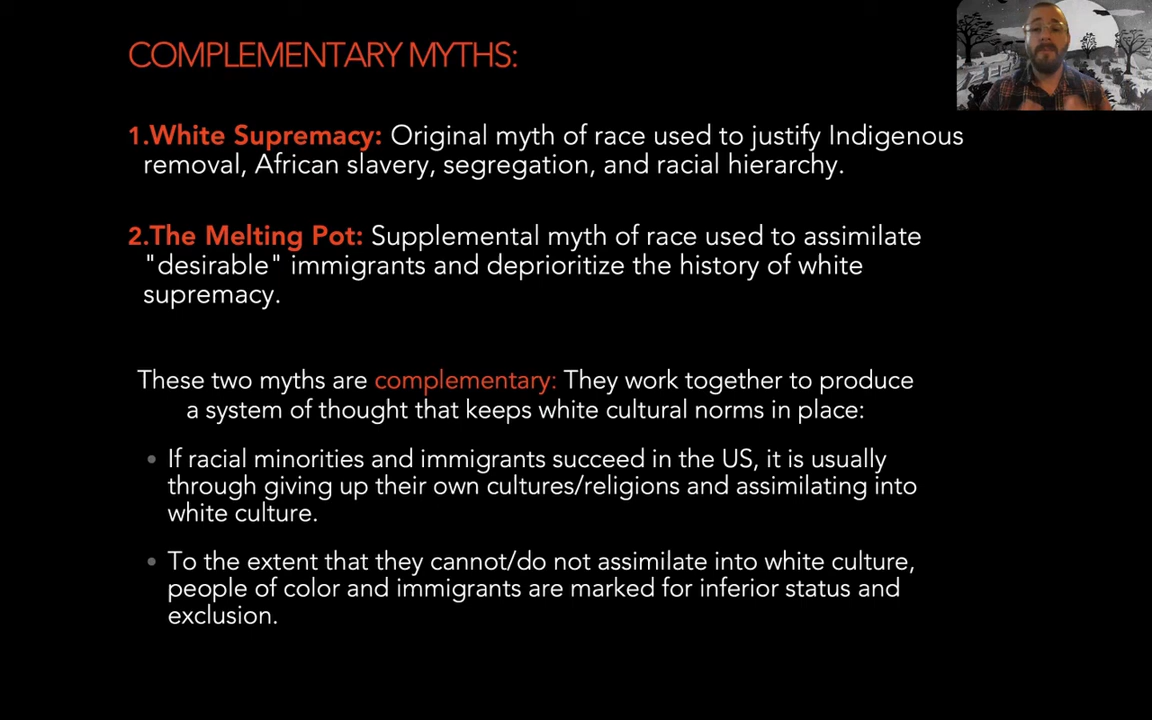 COMPLEMENTARY MYTHS:
1.White Supremacy: Original myth of race used to justify Indigenous
removal, African slavery, segregation, and racial hierarchy.
2.The Melting Pot: Supplemental myth of race used to assimilate
"desirable" immigrants and deprioritize the history of white
supremacy.
These two myths are complementary: They work together to produce
a system of thought that keeps white cultural norms in place:
• If racial minorities and immigrants succeed in the US, it is usually
through giving up their own cultures/religions and assimilating into
white culture.
• To the extent that they cannot/do not assimilate into white culture,
people of color and immigrants are marked for inferior status and
exclusion.